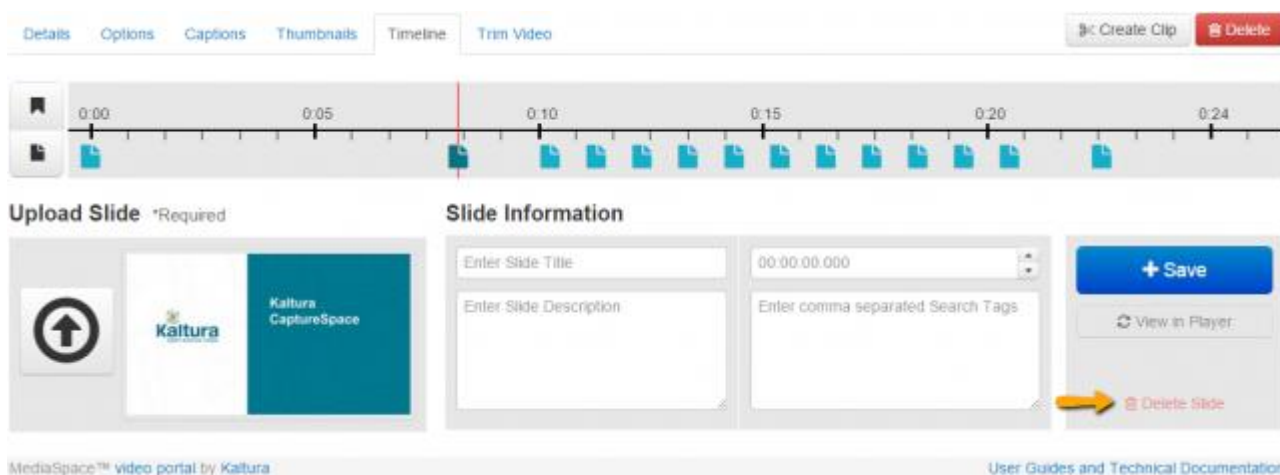 Details Options Captions Thumbnails Timeline Trim Video Create Clip Delete
0:00 0:05 0:10 0:15 0:20 0:24
Upload Slide *Required Slide Information
Enter Slide Title 00:00:00.000 + Save
Kaltura
Kaltura CaptureSpace
Enter Slide Description Enter comma separated Search Tags View in Player
Delete Slide
MediaSpace™ video portal by Kaltura User Guides and Technical Documentation